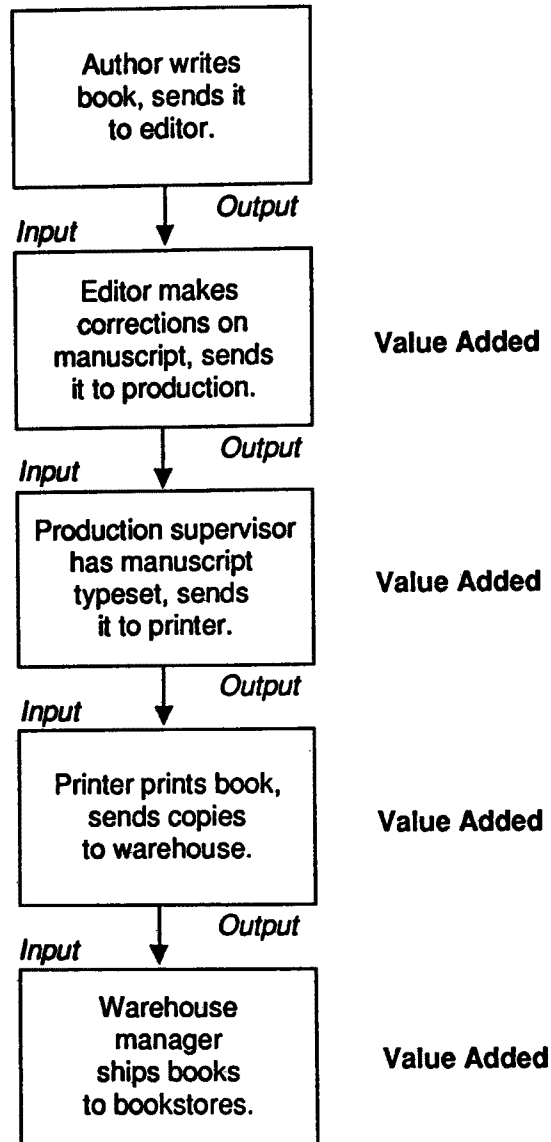 Author writes
book, sends it
to editor.
Output
Input
Editor makes
corrections on
manuscript, sends
it to production.
Value Added
Output
Input
Production supervisor
has manuscript
typeset, sends
it to printer.
Value Added
Output
Input
Printer prints book,
sends copies
to warehouse.
Value Added
Output
Input
Warehouse
manager
ships books
to bookstores.
Value Added